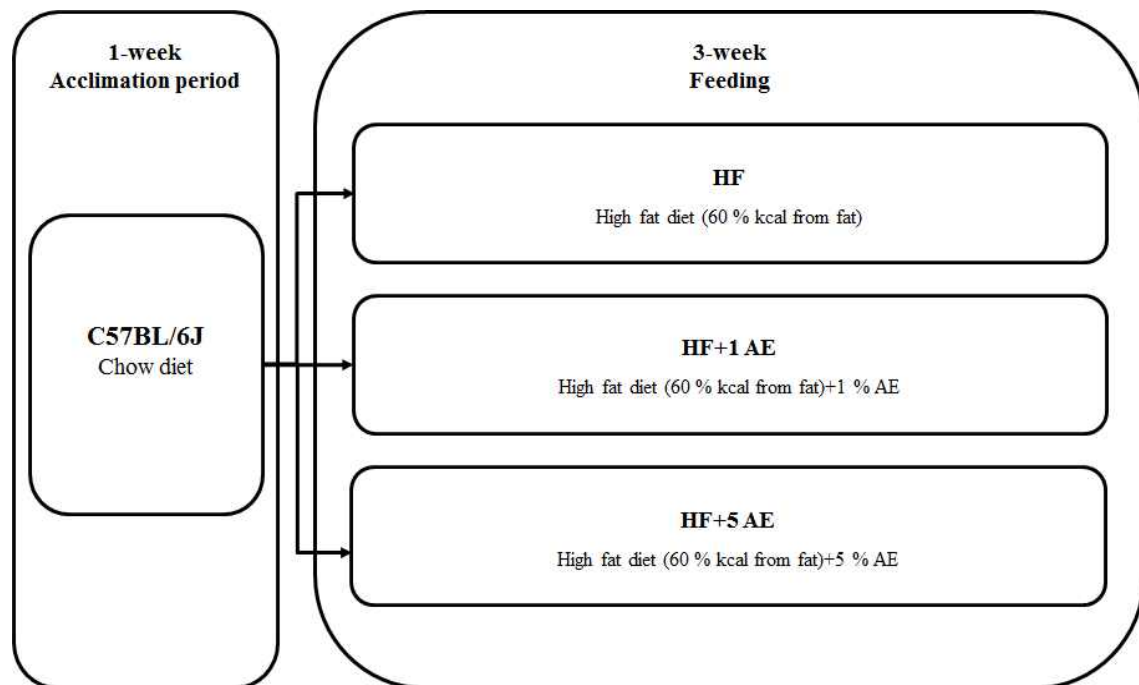 1-week
Acclimation period
C57BL/6J
Chow diet
3-week
Feeding
HF
High fat diet (60 % kcal from fat)
HF+1 AE
High fat diet (60 % kcal from fat)+1 % AE
HF+5 AE
High fat diet (60 % kcal from fat)+5 % AE